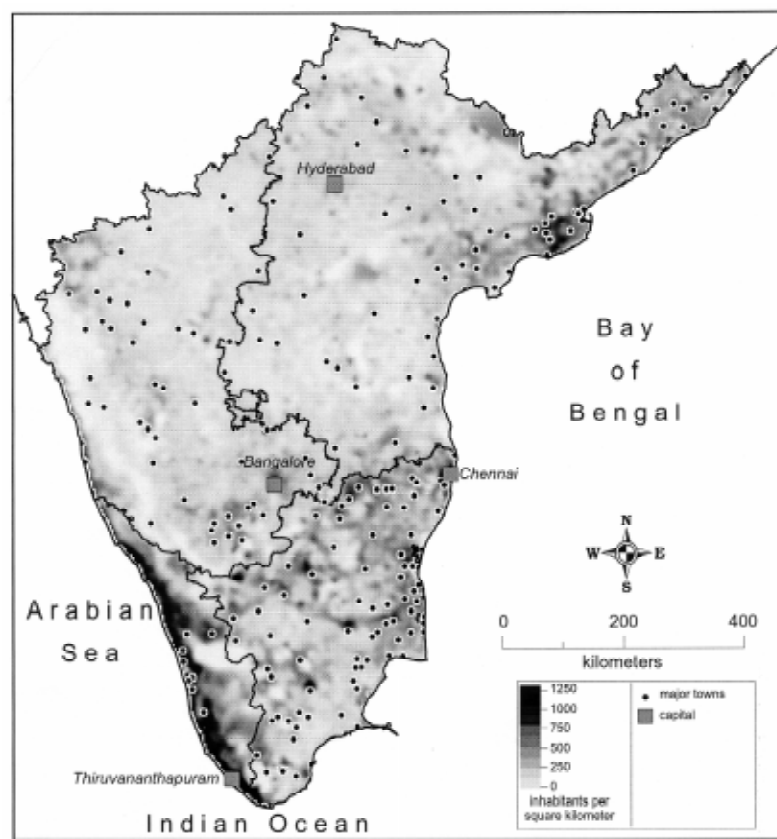 Hyderabad
Bay
of
Bengal
Bangalore
Chennai
N
W E
S
Arabian
Sea
0 200 400
kilometers
1250
1000
750
500
250
0
inhabitants per
square kilometer
major towns
capital
Thiruvananthapuram
Indian Ocean